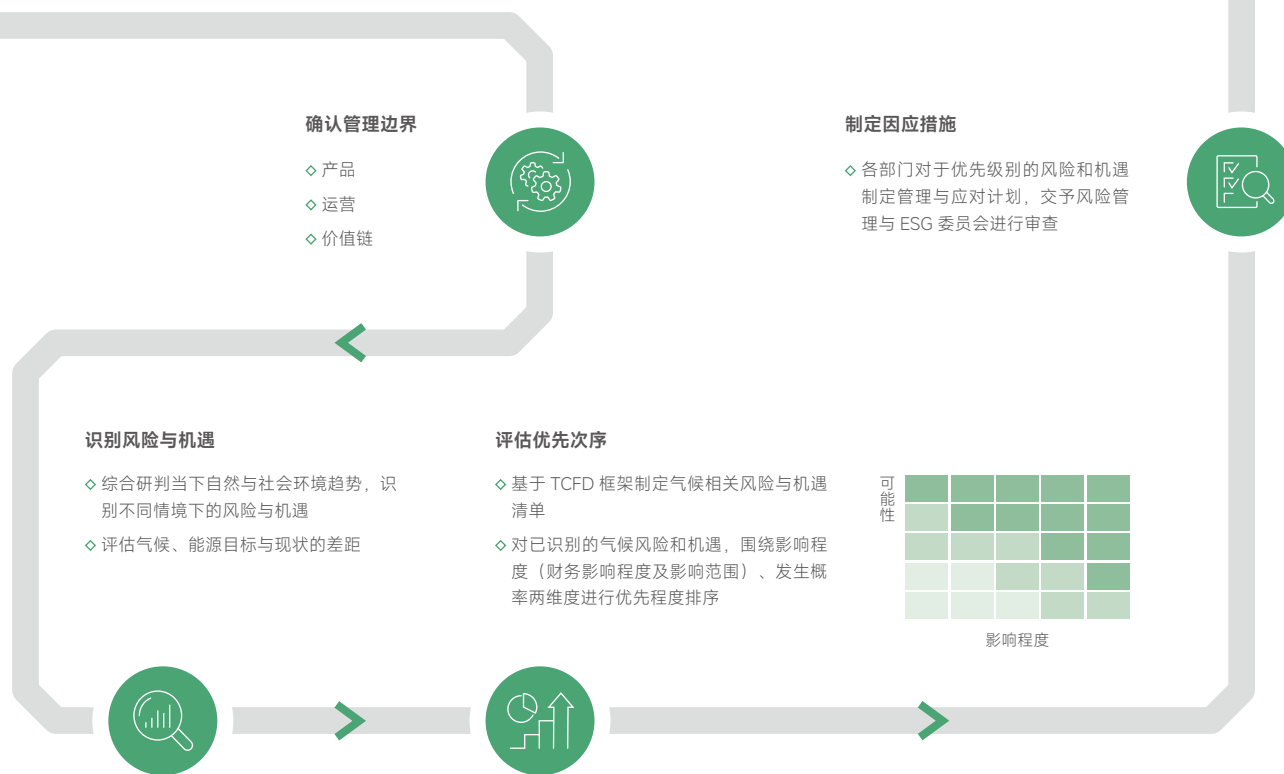 确认管理边界
◇ 产品
◇ 运营
◇ 价值链
制定因应措施
◇ 各部门对于优先级别的风险和机遇
制定管理与应对计划，交予风险管
理与 ESG 委员会进行审查
识别风险与机遇
◇ 综合研判当下自然与社会环境趋势，识
别不同情境下的风险与机遇
◇ 评估气候、能源目标与现状的差距
评估优先次序
◇ 基于 TCFD 框架制定气候相关风险与机遇
清单
◇ 对已识别的气候风险和机遇，围绕影响程
度（财务影响程度及影响范围）、发生概
率两维度进行优先程度排序
可能性
影响程度